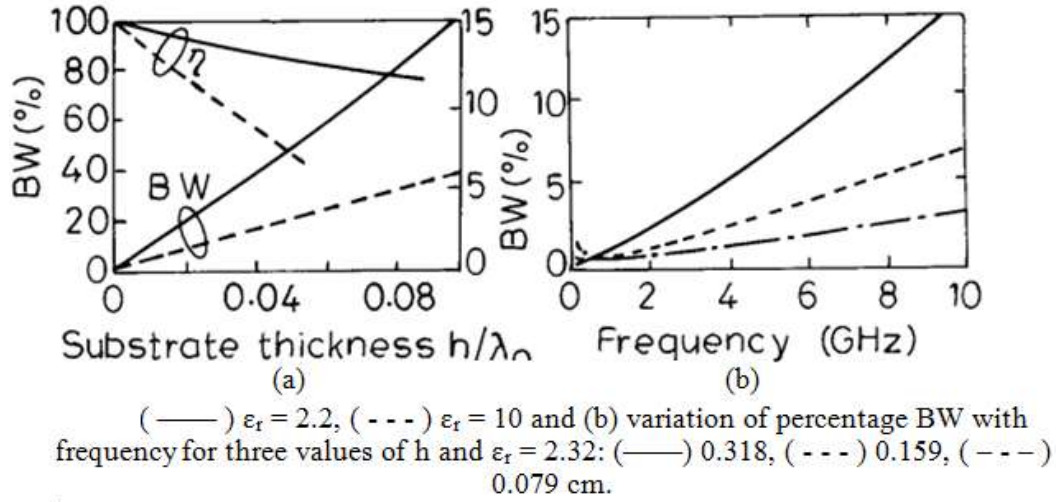 100
80
60
40
20
0
BW (%)
η
BW
15
10
5
0
0 0.04 0.08
Substrate thickness h/λ0
(a)
BW (%)
15
10
5
0
0 2 4 6 8 10
Frequency (GHz)
(b)
( —— ) εr = 2.2, ( - - - ) εr = 10 and (b) variation of percentage BW with
frequency for three values of h and εr = 2.32: (——) 0.318, ( - - - ) 0.159, ( – - – )
0.079 cm.